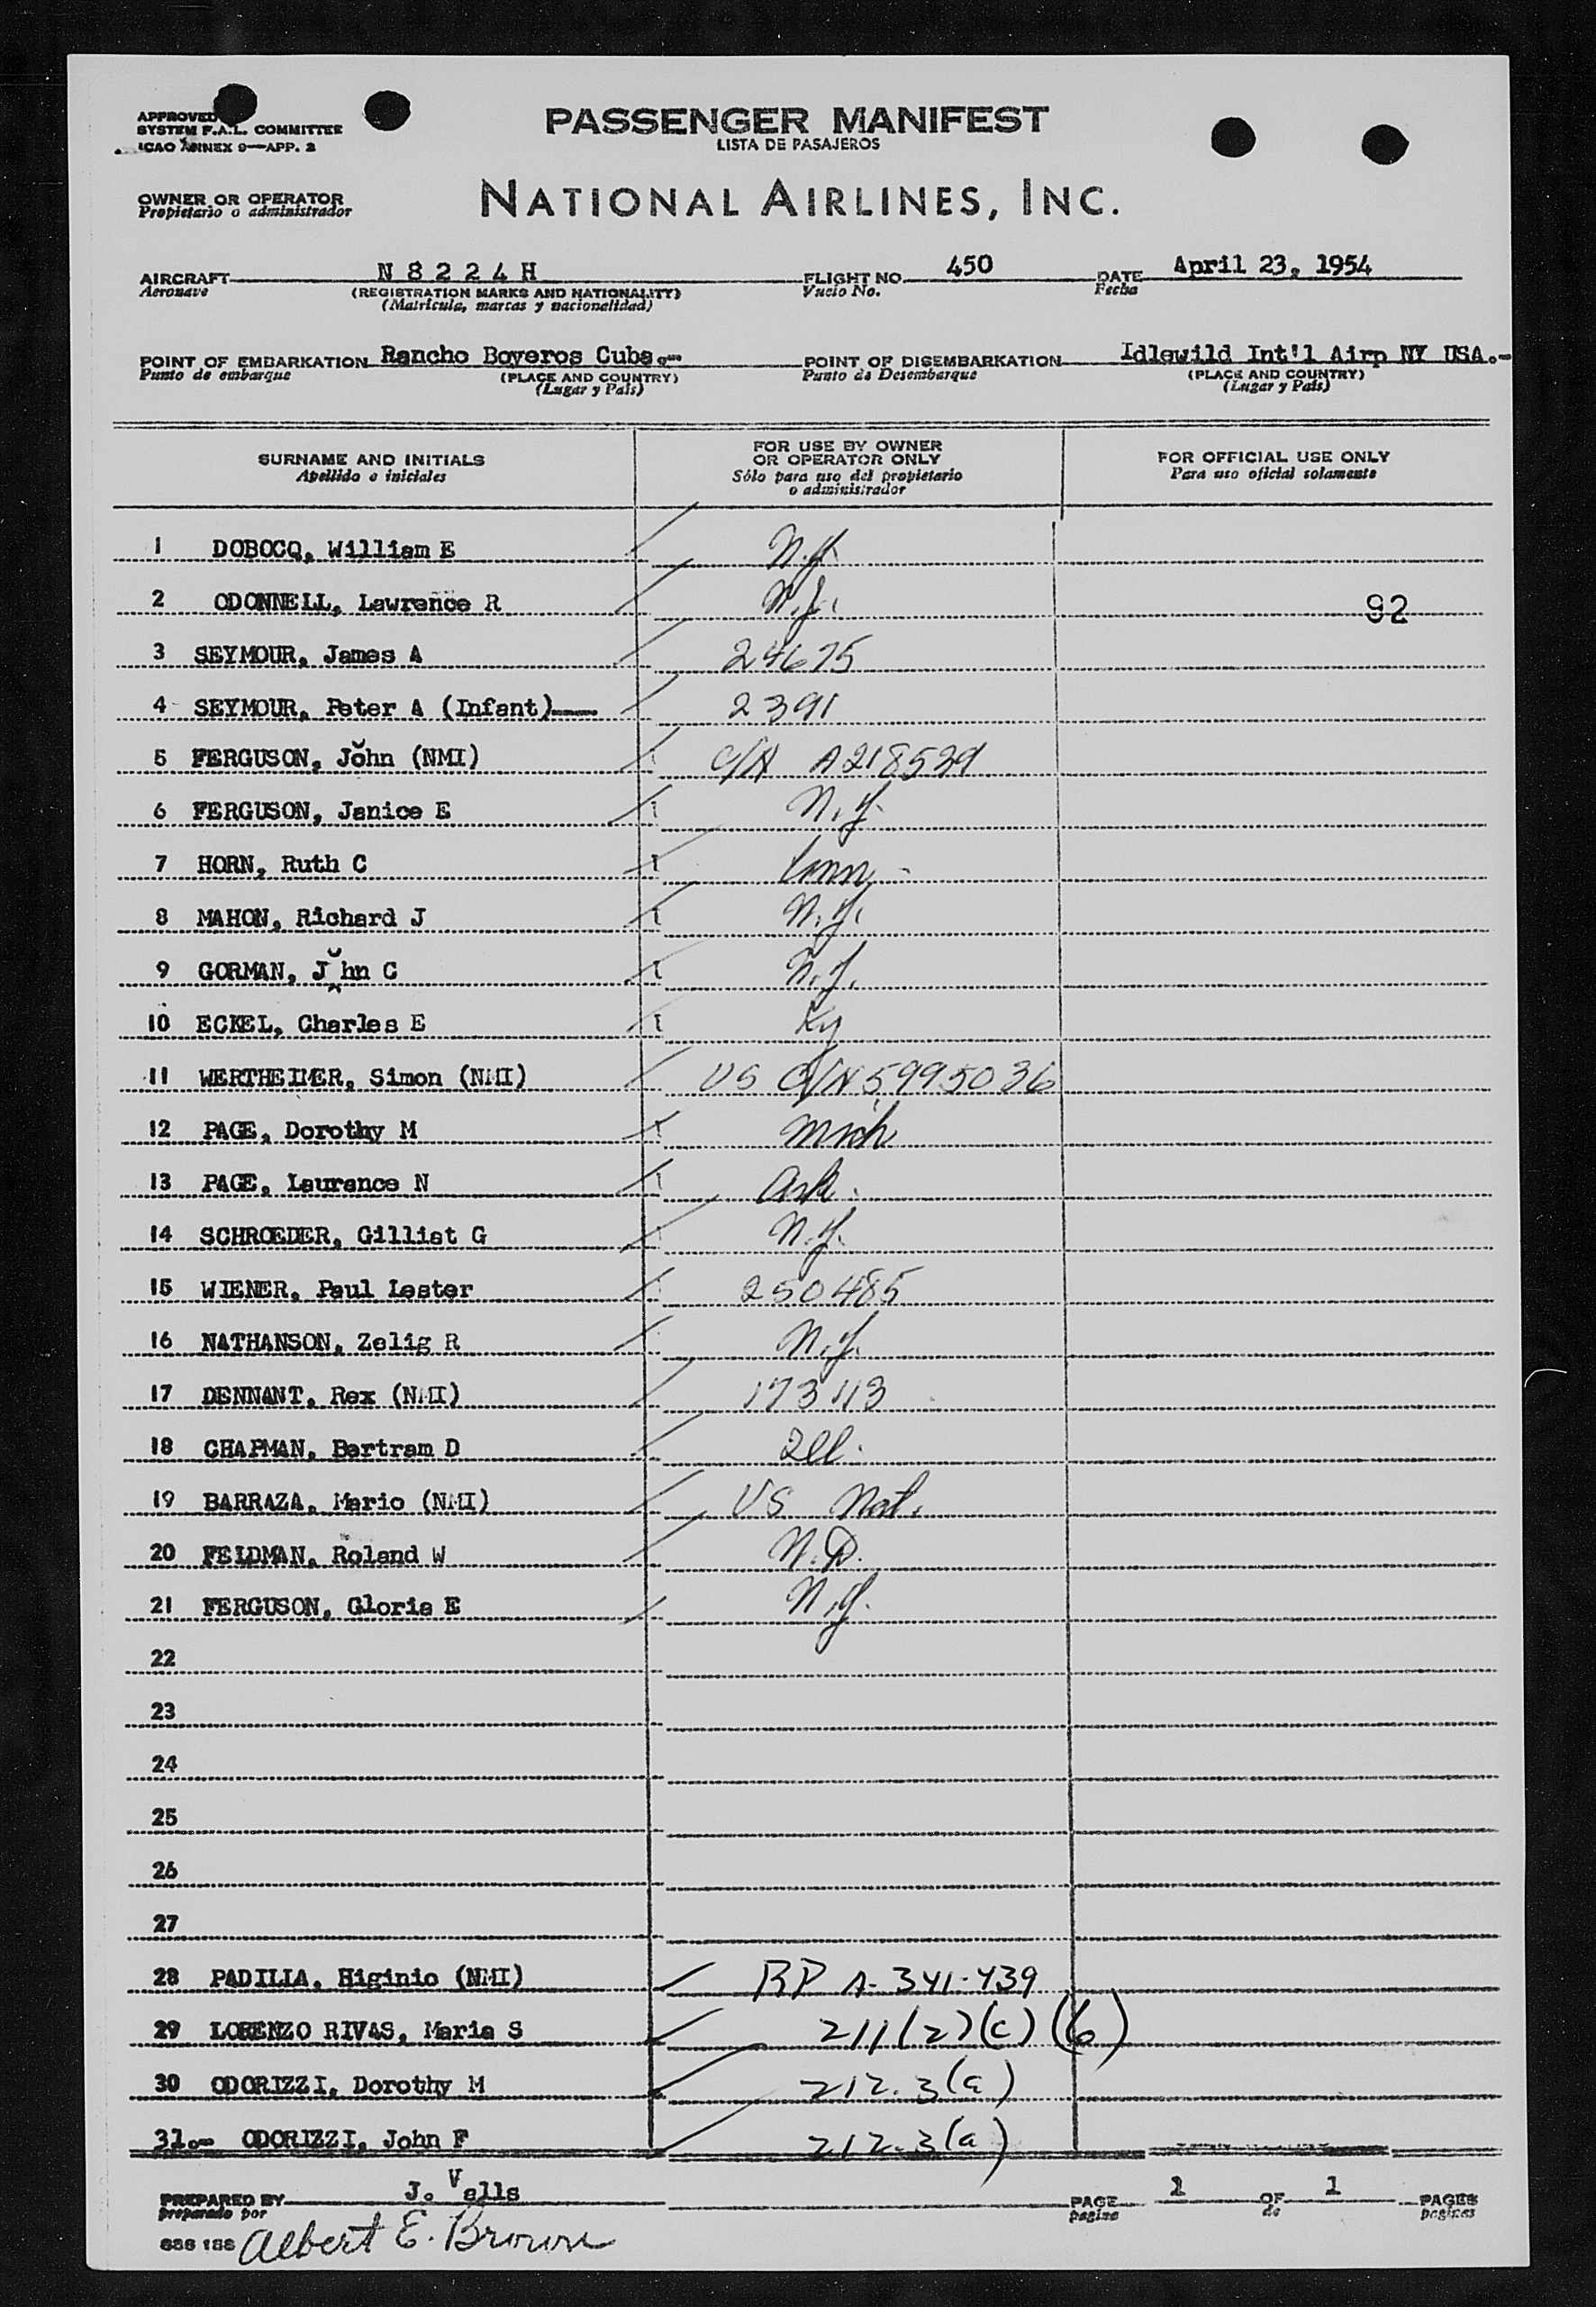 APPROVED
SYSTEM F.A.L. COMMITTEE
ICAO ANNEX 9—APP. 2
PASSENGER MANIFEST
LISTA DE PASAJEROS
OWNER OR OPERATOR
Propietario o administrador
NATIONAL AIRLINES, INC.
AIRCRAFT N 8 2 2 4 H FLIGHT NO. 450 DATE April 23, 1954
Aeronave (REGISTRATION MARKS AND NATIONALITY) Vuelo No. Fecha
(Matricula, marcas y nacionalidad)
POINT OF EMBARKATION Rancho Boyeros Cuba.— POINT OF DISEMBARKATION Idlewild Int'l Airp NY USA.—
Punto de embarque (PLACE AND COUNTRY) Punto de Desembarque (PLACE AND COUNTRY)
(Lugar y País) (Lugar y País)
SURNAME AND INITIALS FOR USE BY OWNER OR OPERATOR ONLY FOR OFFICIAL USE ONLY
Apellido o iniciales Sólo para uso del propietario o administrador Para uso oficial solamente
1 DOBOCQ, William E N.Y.
2 ODONNELL, Lawrence R N.J. 92
3 SEYMOUR, James A 24675
4 SEYMOUR, Peter A (Infant) 2391
5 FERGUSON, John (NMI) C/N A218539
6 FERGUSON, Janice E N.Y.
7 HORN, Ruth C Conn
8 MAHON, Richard J N.Y.
9 GORMAN, J hn C N.J.
10 ECKEL, Charles E Ky
11 WERTHEIMER, Simon (NMI) US C/N 5995036
12 PAGE, Dorothy M Mich
13 PAGE, Laurance N Ark.
14 SCHROEDER, Gilliat G N.Y.
15 WIENER, Paul Lester 250485
16 NATHANSON, Zelig R N.J.
17 DENNANT, Rex (NMI) 173113
18 CHAPMAN, Bertram D Ill.
19 BARRAZA, Mario (NMI) US Nat.
20 FELDMAN, Roland W N.D.
21 FERGUSON, Gloria E N.Y.
22
23
24
25
26
27
28 PADILLA, Higinio (NMI) RP A-341-439
29 LORENZO RIVAS, Maria S 211(2)(c)(6)
30 ODORIZZI, Dorothy M 212.3(a)
31.— ODORIZZI, John F 212.3(a)
PREPARED BY J. Valls PAGE 1 OF 1 PAGES
preparado por pagina de paginas
Albert E. Brown